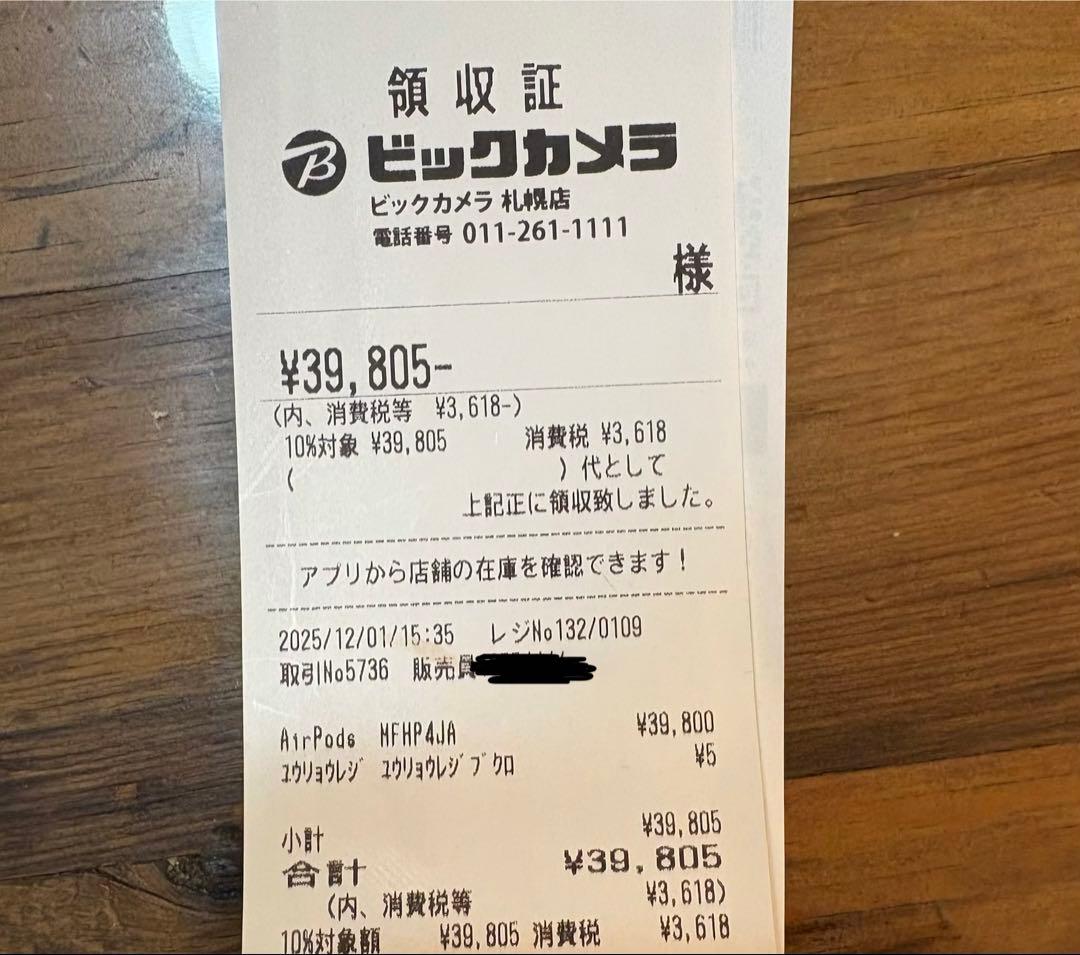 領収証
B ビックカメラ
ビックカメラ 札幌店
電話番号 011-261-1111
様
¥39,805-
(内、消費税等 ¥3,618-)
10%対象 ¥39,805 消費税 ¥3,618
( ) 代として
上記正に領収致しました。
アプリから店舗の在庫を確認できます!
2025/12/01/15:35 レジNo132/0109
取引No5736 販売員
AirPods MFHP4JA ¥39,800
ﾕｳﾘｮｳﾚｼﾞ ﾕｳﾘｮｳﾚｼﾞﾌﾞｸﾛ ¥5
小計 ¥39,805
合計 ¥39,805
(内、消費税等 ¥3,618)
10%対象額 ¥39,805 消費税 ¥3,618